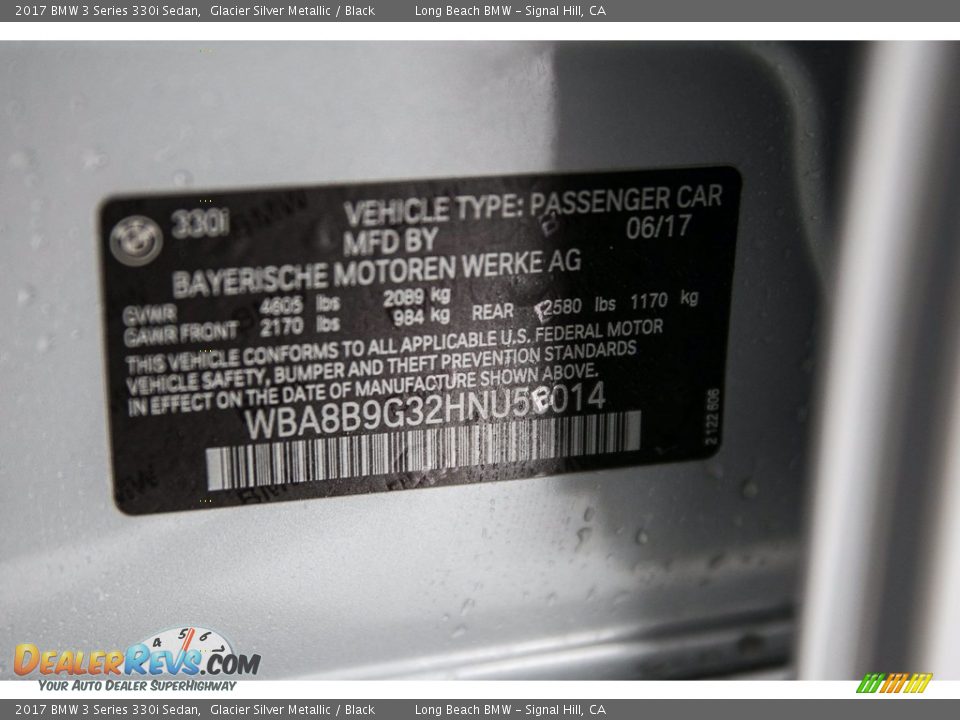 2017 BMW 3 Series 330i Sedan,  Glacier Silver Metallic / Black  Long Beach BMW - Signal Hill, CA
330i VEHICLE TYPE: PASSENGER CAR
MFD BY 06/17
BAYERISCHE MOTOREN WERKE AG
GVWR 4605 lbs 2089 kg
GAWR FRONT 2170 lbs 984 kg REAR 2580 lbs 1170 kg
THIS VEHICLE CONFORMS TO ALL APPLICABLE U.S. FEDERAL MOTOR
VEHICLE SAFETY, BUMPER AND THEFT PREVENTION STANDARDS
IN EFFECT ON THE DATE OF MANUFACTURE SHOWN ABOVE.
2 122 606
4 5 6
DEALERREVS.COM
YOUR AUTO DEALER SUPERHIGHWAY
2017 BMW 3 Series 330i Sedan,  Glacier Silver Metallic / Black  Long Beach BMW - Signal Hill, CA